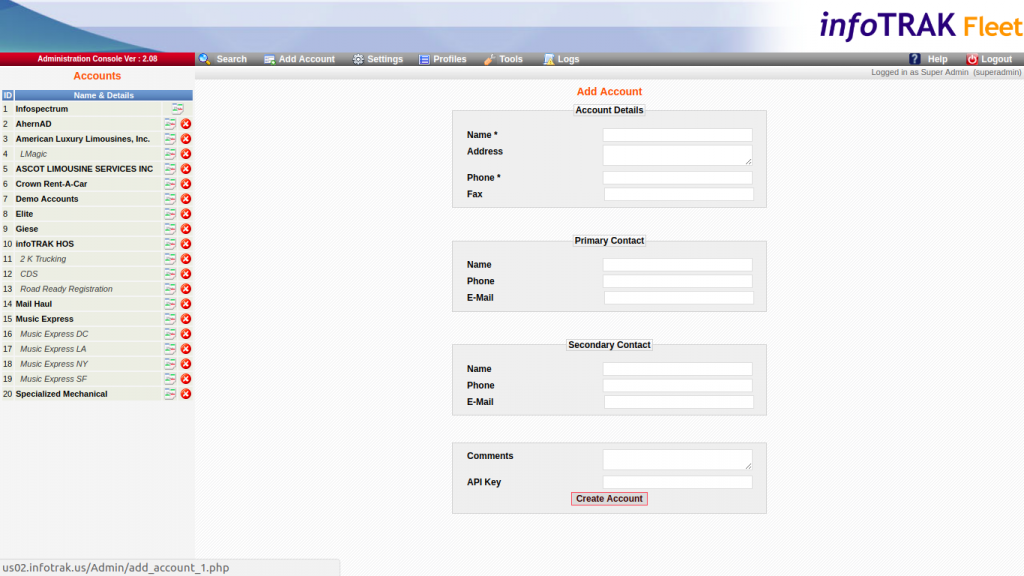 infoTRAK Fleet
Administration Console Ver : 2.08
Search Add Account Settings Profiles Tools Logs Help Logout
Logged in as Super Admin (superadmin)
Accounts
ID Name & Details
1 Infospectrum
2 AhernAD
3 American Luxury Limousines, Inc.
4 LMagic
5 ASCOT LIMOUSINE SERVICES INC
6 Crown Rent-A-Car
7 Demo Accounts
8 Elite
9 Giese
10 infoTRAK HOS
11 2 K Trucking
12 CDS
13 Road Ready Registration
14 Mail Haul
15 Music Express
16 Music Express DC
17 Music Express LA
18 Music Express NY
19 Music Express SF
20 Specialized Mechanical
Add Account
Account Details
Name *
Address
Phone *
Fax
Primary Contact
Name
Phone
E-Mail
Secondary Contact
Name
Phone
E-Mail
Comments
API Key
Create Account
us02.infotrak.us/Admin/add_account_1.php